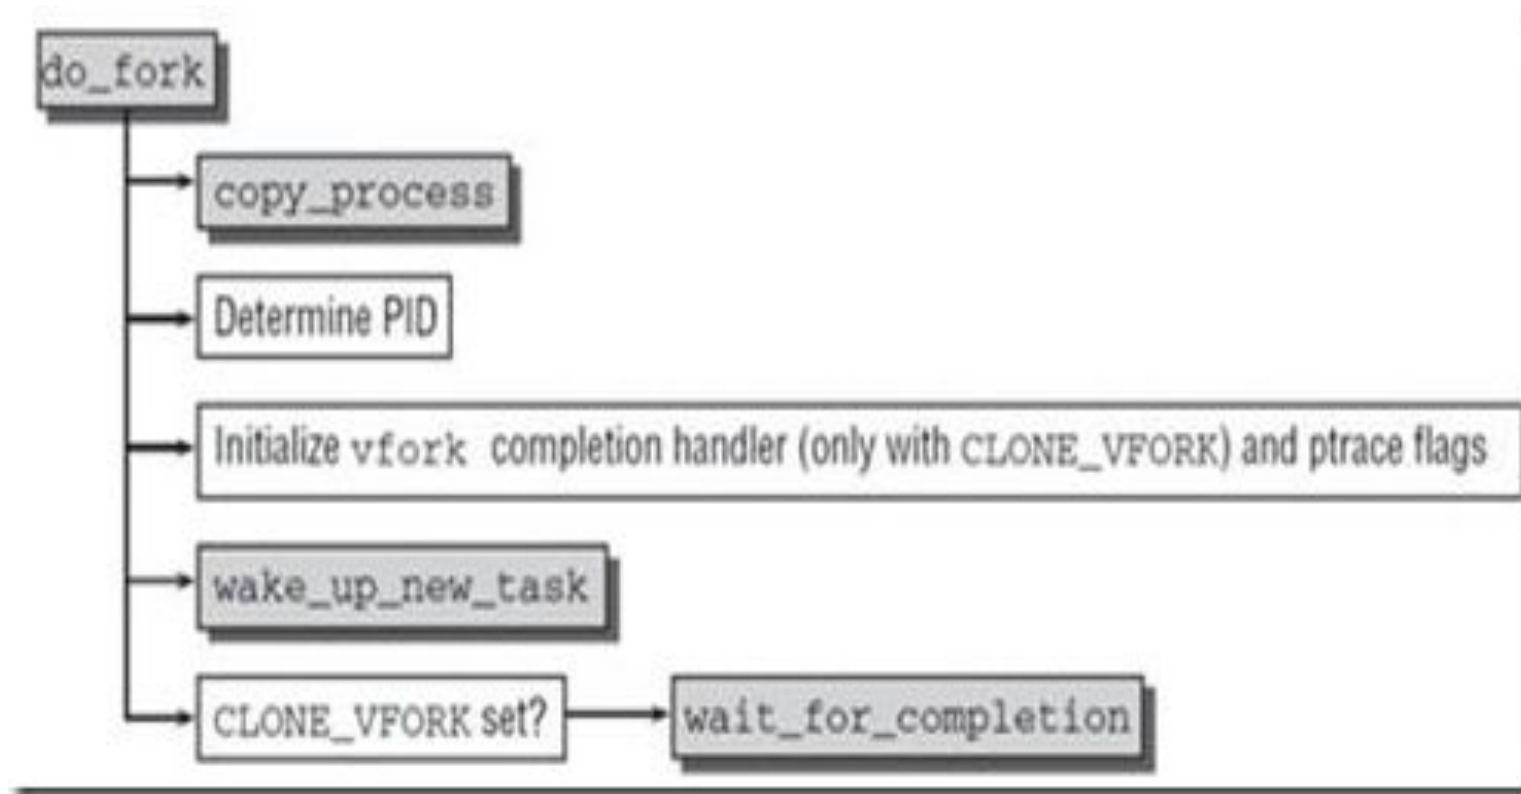 do_fork
copy_process
Determine PID
Initialize vfork completion handler (only with CLONE_VFORK) and ptrace flags
wake_up_new_task
CLONE_VFORK set?
wait_for_completion